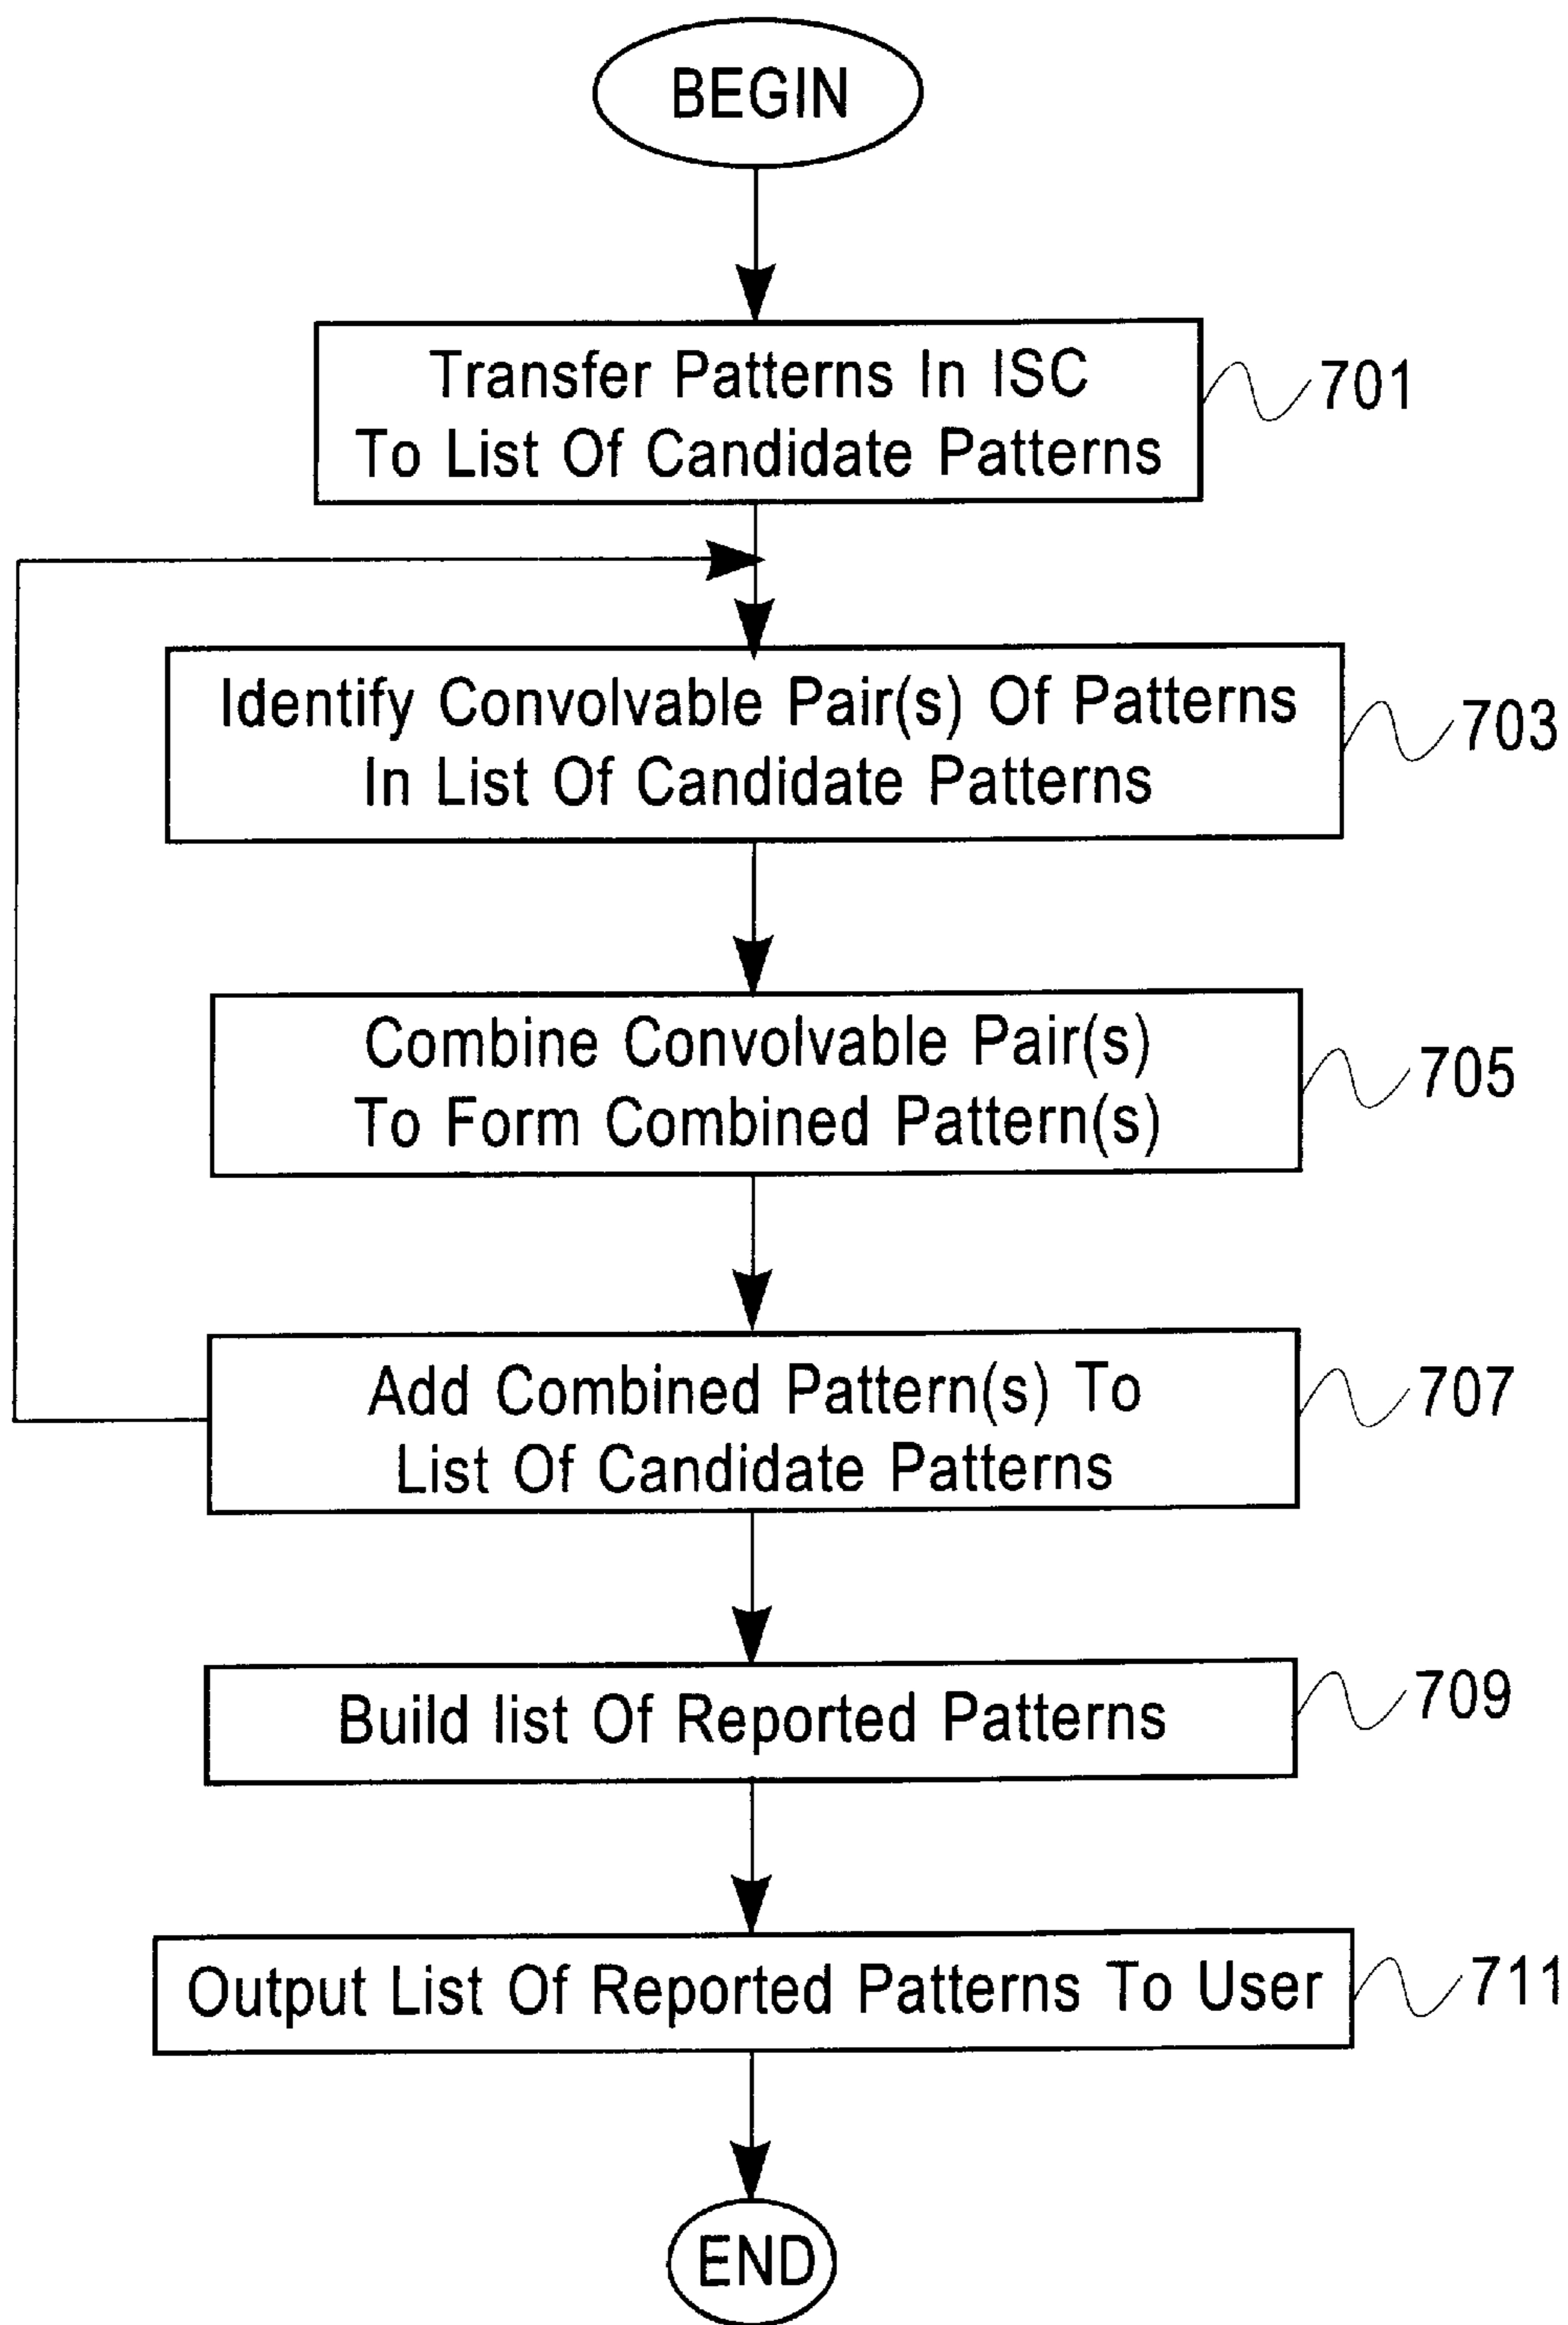 BEGIN
Transfer Patterns In ISC
To List Of Candidate Patterns
701
Identify Convolvable Pair(s) Of Patterns
In List Of Candidate Patterns
703
Combine Convolvable Pair(s)
To Form Combined Pattern(s)
705
Add Combined Pattern(s) To
List Of Candidate Patterns
707
Build list Of Reported Patterns
709
Output List Of Reported Patterns To User
711
END